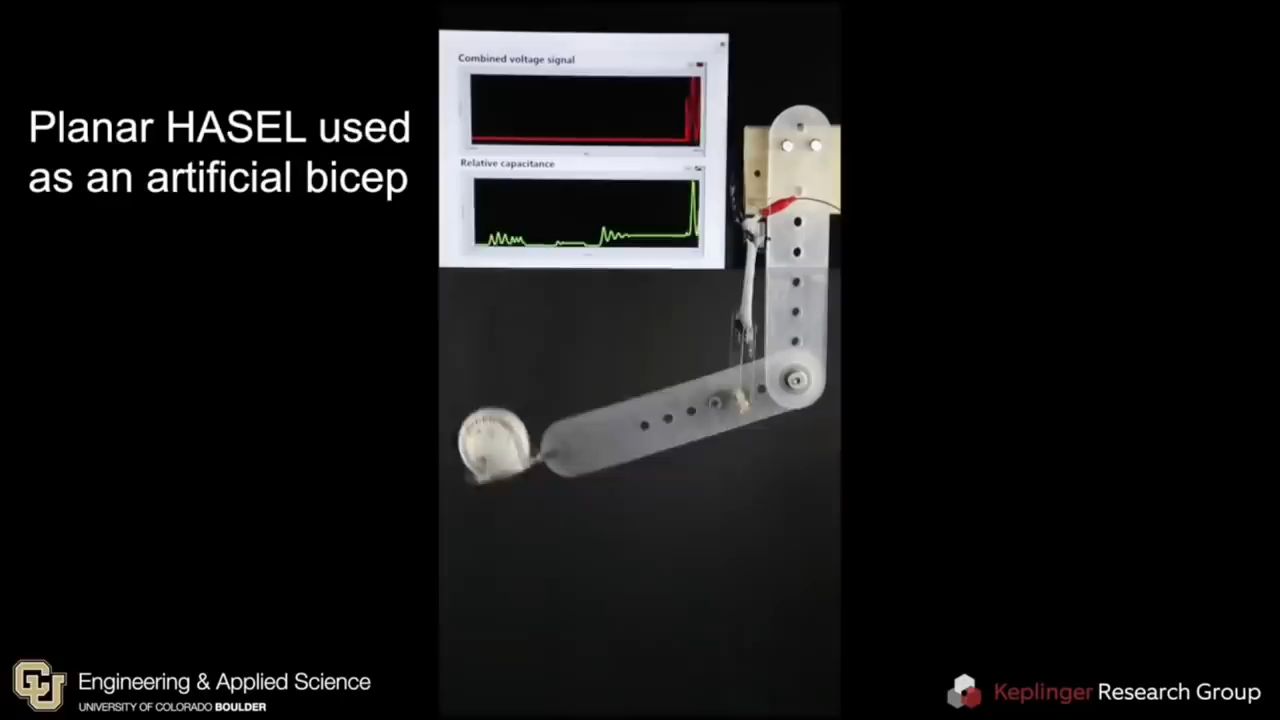 Planar HASEL used
as an artificial bicep
Combined voltage signal
Relative capacitance
CU
Engineering & Applied Science
UNIVERSITY OF COLORADO BOULDER
Keplinger Research Group